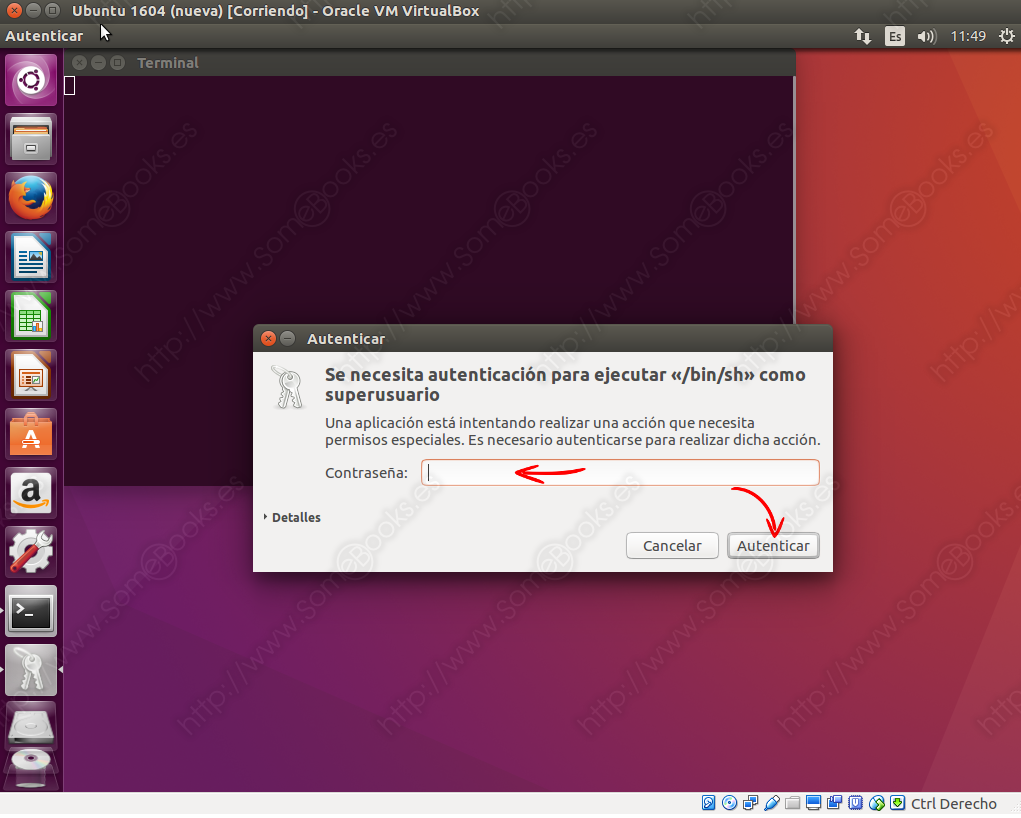 Ubuntu 1604 (nueva) [Corriendo] - Oracle VM VirtualBox
Autenticar
Es
11:49
Terminal
Autenticar
Se necesita autenticación para ejecutar «/bin/sh» como
superusuario
Una aplicación está intentando realizar una acción que necesita
permisos especiales. Es necesario autenticarse para realizar dicha acción.
Contraseña:
Detalles
Cancelar
Autenticar
Ctrl Derecho
http://www.SomeBooks.es